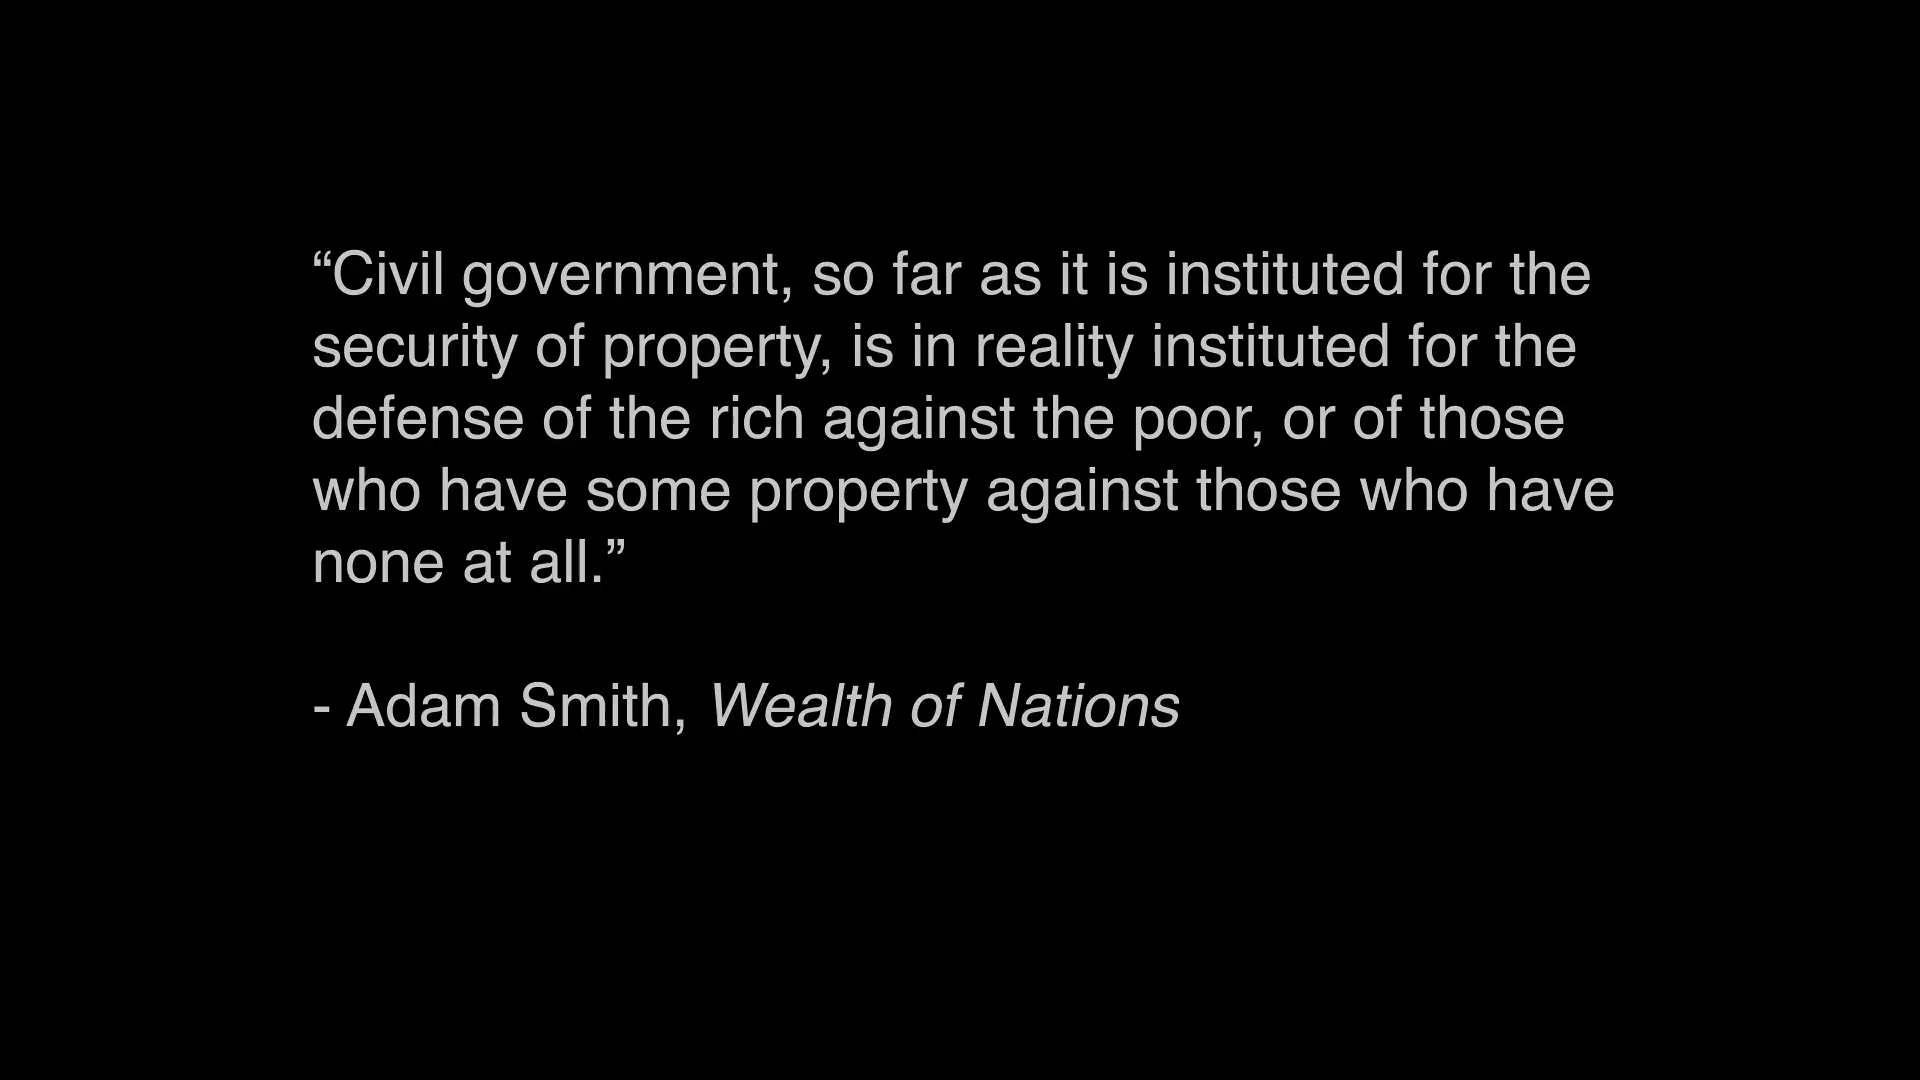 “Civil government, so far as it is instituted for the
security of property, is in reality instituted for the
defense of the rich against the poor, or of those
who have some property against those who have
none at all.”
- Adam Smith, Wealth of Nations